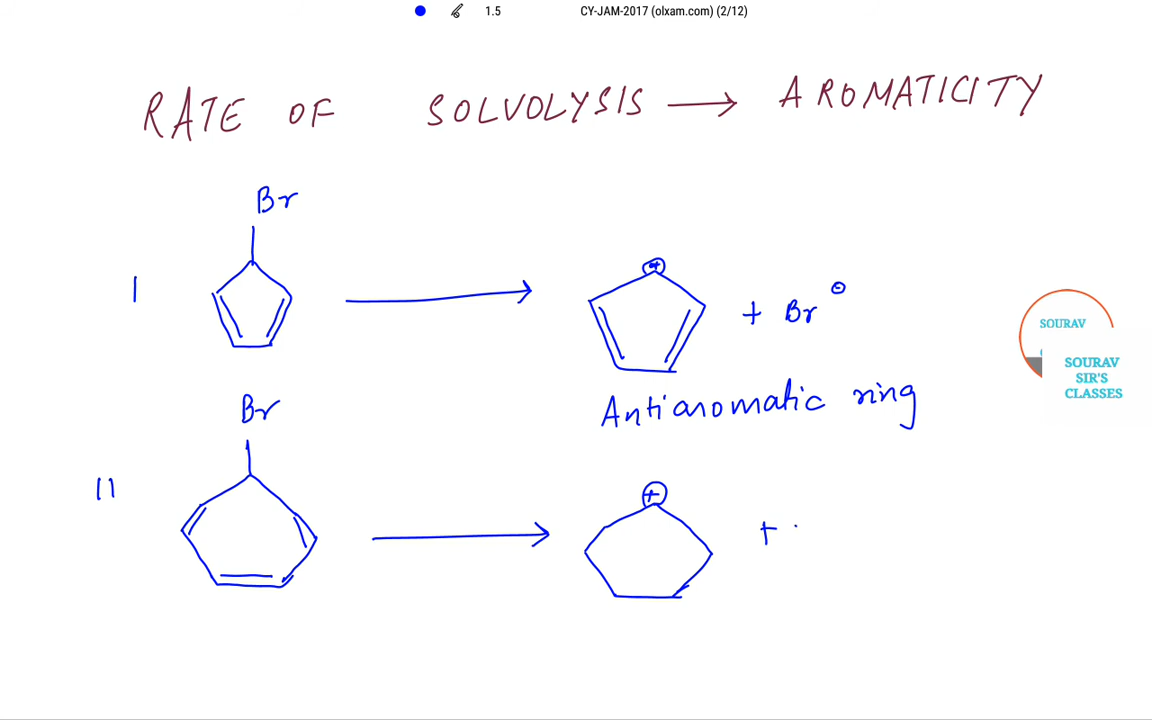 1.5 CY-JAM-2017 (olxam.com) (2/12)
RATE OF SOLVOLYSIS → AROMATICITY
Br
I
⊕
+ Br ⊖
Antiaromatic ring
SOURAV
SOURAV
SIR'S
CLASSES
Br
II
⊕
+